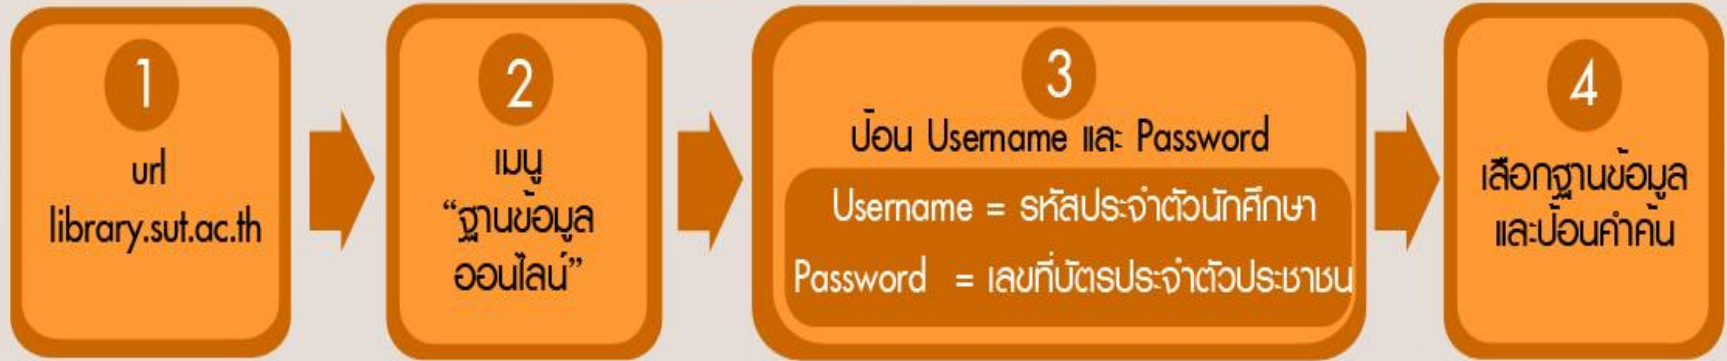 1
url
library.sut.ac.th
2
เมนู
“ฐานข้อมูล
ออนไลน์”
3
ป้อน Username และ Password
Username = รหัสประจำตัวนักศึกษา
Password = เลขที่บัตรประจำตัวประชาชน
4
เลือกฐานข้อมูล
และป้อนคำค้น